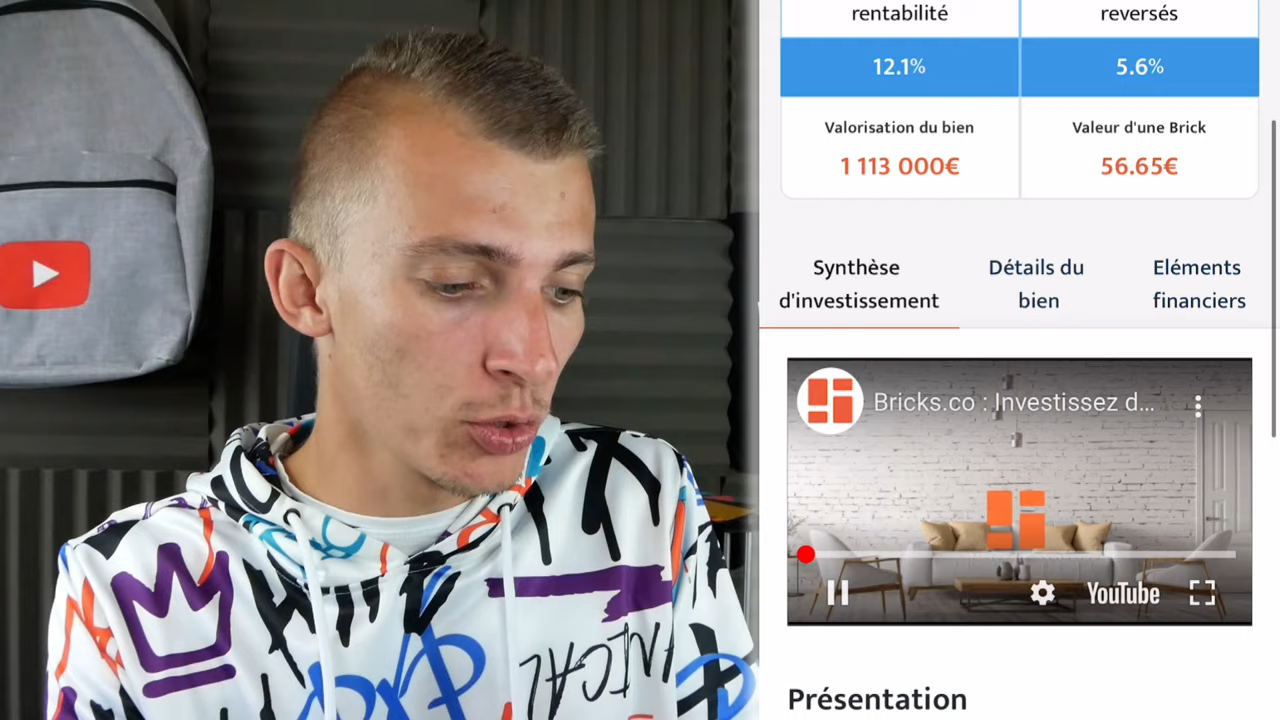 rentabilité
reversés
12.1%
5.6%
Valorisation du bien
Valeur d'une Brick
1 113 000€
56.65€
Synthèse
d'investissement
Détails du
bien
Eléments
financiers
Bricks.co : Investissez d...
YouTube
Présentation